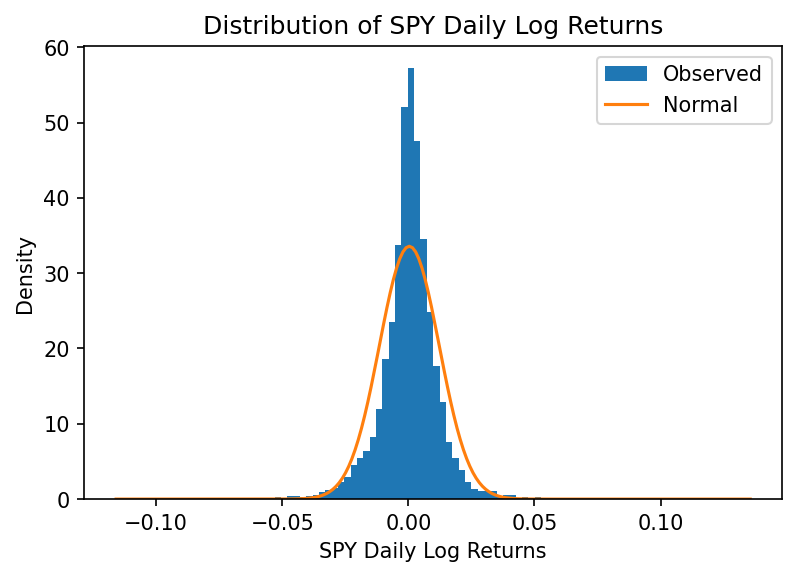 Distribution of SPY Daily Log Returns
Observed
Normal
60
50
40
30
20
10
0
Density
−0.10
−0.05
0.00
0.05
0.10
SPY Daily Log Returns